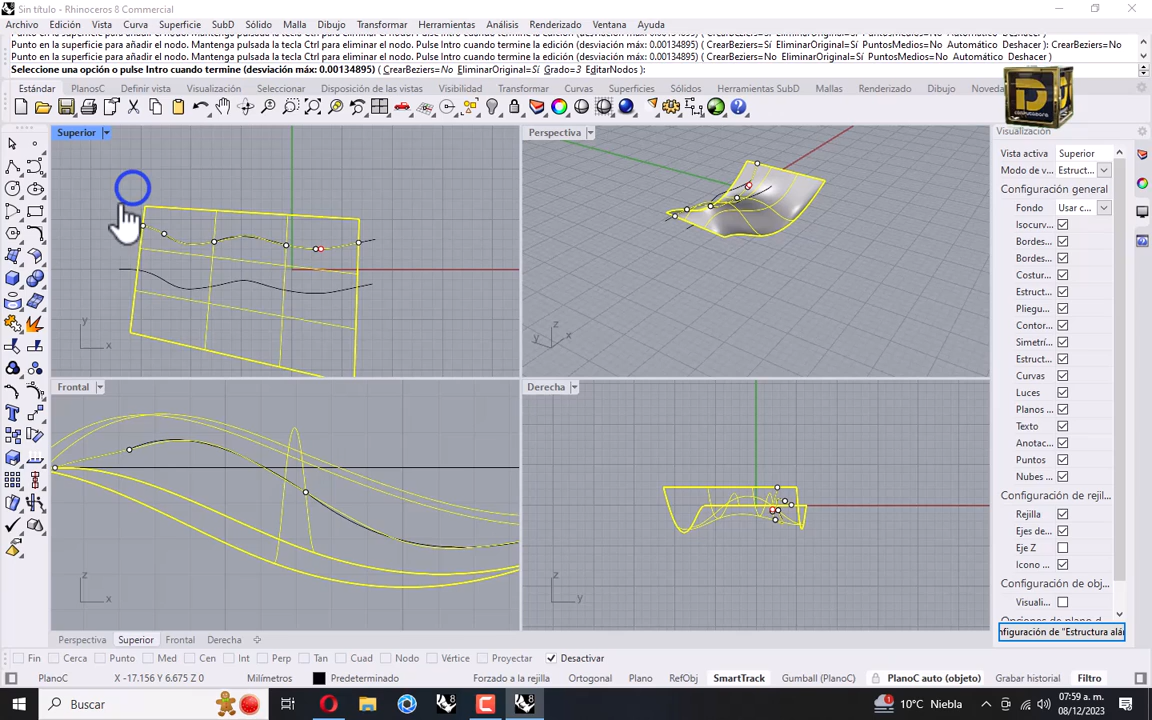 Sin título - Rhinoceros 8 Commercial
Archivo Edición Vista Curva Superficie SubD Sólido Malla Dibujo Transformar Herramientas Análisis Renderizado Ventana Ayuda
Punto en la superficie para añadir el nodo. Mantenga pulsada la tecla Ctrl para eliminar el nodo. Pulse Intro cuando termine la edición (desviación máx: 0.00134895) ( CrearBeziers=Sí EliminarOriginal=Sí PuntosMedios=No Automático Deshacer ): CrearBeziers=No
Punto en la superficie para añadir el nodo. Mantenga pulsada la tecla Ctrl para eliminar el nodo. Pulse Intro cuando termine la edición (desviación máx: 0.00134895) ( CrearBeziers=No EliminarOriginal=Sí PuntosMedios=No Automático Deshacer )
Seleccione una opción o pulse Intro cuando termine (desviación máx: 0.00134895) ( CrearBeziers=No EliminarOriginal=Sí Grado=3 EditarNodos ):
Estándar PlanosC Definir vista Visualización Seleccionar Disposición de las vistas Visibilidad Transformar Curvas Superficies Sólidos Herramientas SubD Mallas Renderizado Dibujo
Superior
Perspectiva
Visualización
Vista activa Superior
Modo de v... Estruct...
Configuración general
Fondo Usar c...
Isocurv...
Bordes...
Bordes...
Costur...
Estruct...
Pliegu...
Contor...
Simetrí...
Estruct...
Curvas
Luces
Planos ...
Texto
Anotac...
Puntos
Nubes ...
Configuración de rejil...
Rejilla
Ejes de...
Eje Z
Icono ...
Configuración de obj...
Visuali...
nfiguración de "Estructura alár
y x
z x y
Frontal
Derecha
z x
z y
Perspectiva Superior Frontal Derecha
Fin Cerca Punto Med Cen Int Perp Tan Cuad Nodo Vértice Proyectar Desactivar
PlanoC X -17.156 Y 6.675 Z 0 Milímetros Predeterminado Forzado a la rejilla Ortogonal Plano RefObj SmartTrack Gumball (PlanoC) PlanoC auto (objeto) Grabar historial Filtro
Buscar
10°C Niebla
07:59 a. m.
08/12/2023